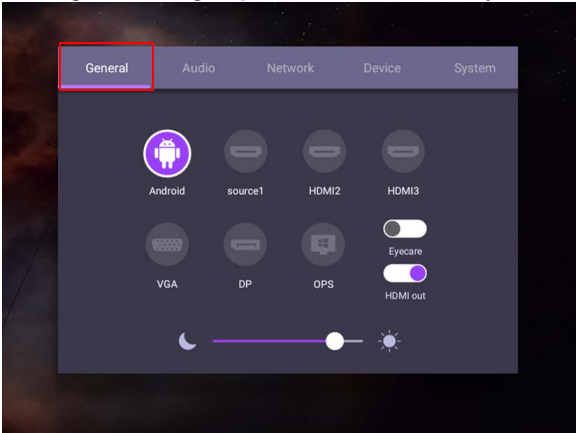 General Audio Network Device System
Android source1 HDMI2 HDMI3
Eyecare
VGA DP OPS
HDMI out